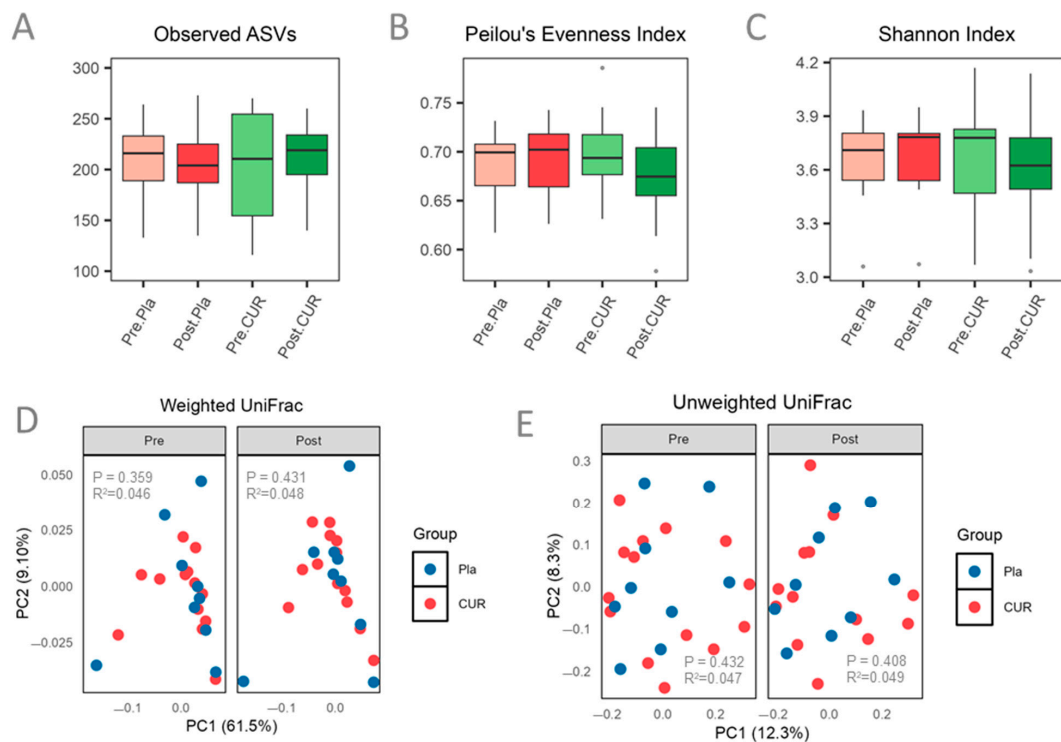 A
Observed ASVs
300
250
200
150
100
Pre.Pla
Post.Pla
Pre.CUR
Post.CUR
B
Peilou's Evenness Index
0.75
0.70
0.65
0.60
Pre.Pla
Post.Pla
Pre.CUR
Post.CUR
C
Shannon Index
4.2
3.9
3.6
3.3
3.0
Pre.Pla
Post.Pla
Pre.CUR
Post.CUR
D
Weighted UniFrac
Pre
Post
P = 0.359
R²=0.046
P = 0.431
R²=0.048
PC2 (9.10%)
0.050
0.025
0.000
−0.025
−0.1
0.0
−0.1
0.0
PC1 (61.5%)
Group
Pla
CUR
E
Unweighted UniFrac
Pre
Post
PC2 (8.3%)
0.3
0.2
0.1
0.0
−0.1
−0.2
P = 0.432
R²=0.047
P = 0.408
R²=0.049
−0.2
0.0
0.2
−0.2
0.0
0.2
PC1 (12.3%)
Group
Pla
CUR